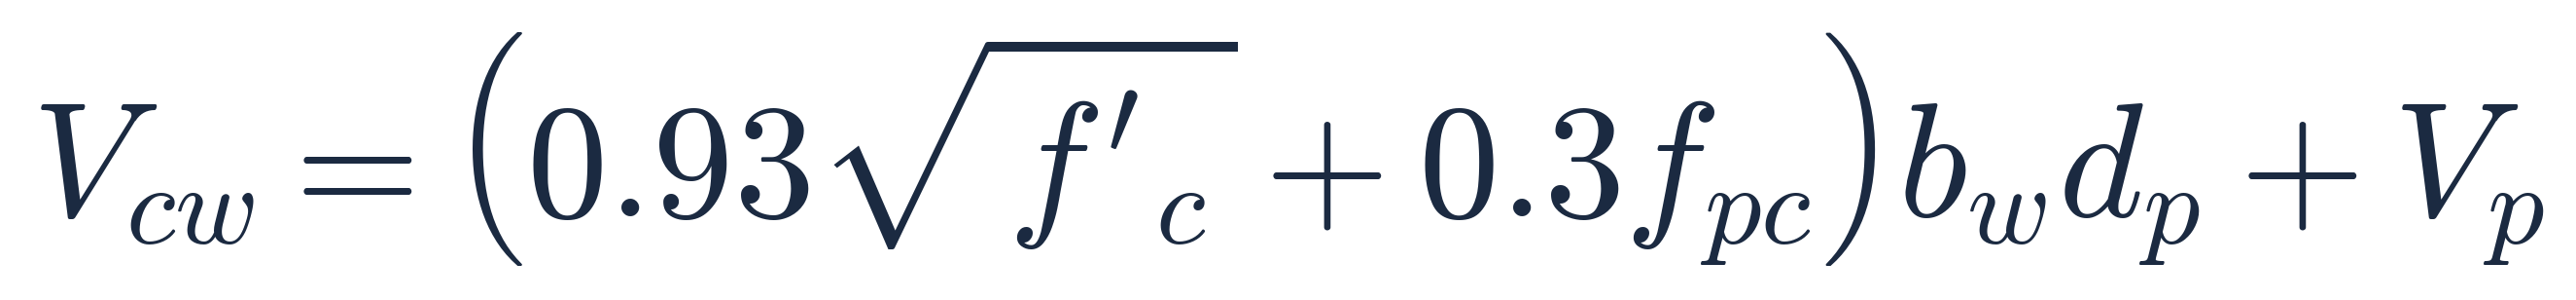 V_{cw} = \left(0.93\sqrt{f'_c} + 0.3f_{pc}\right)b_w d_p + V_p